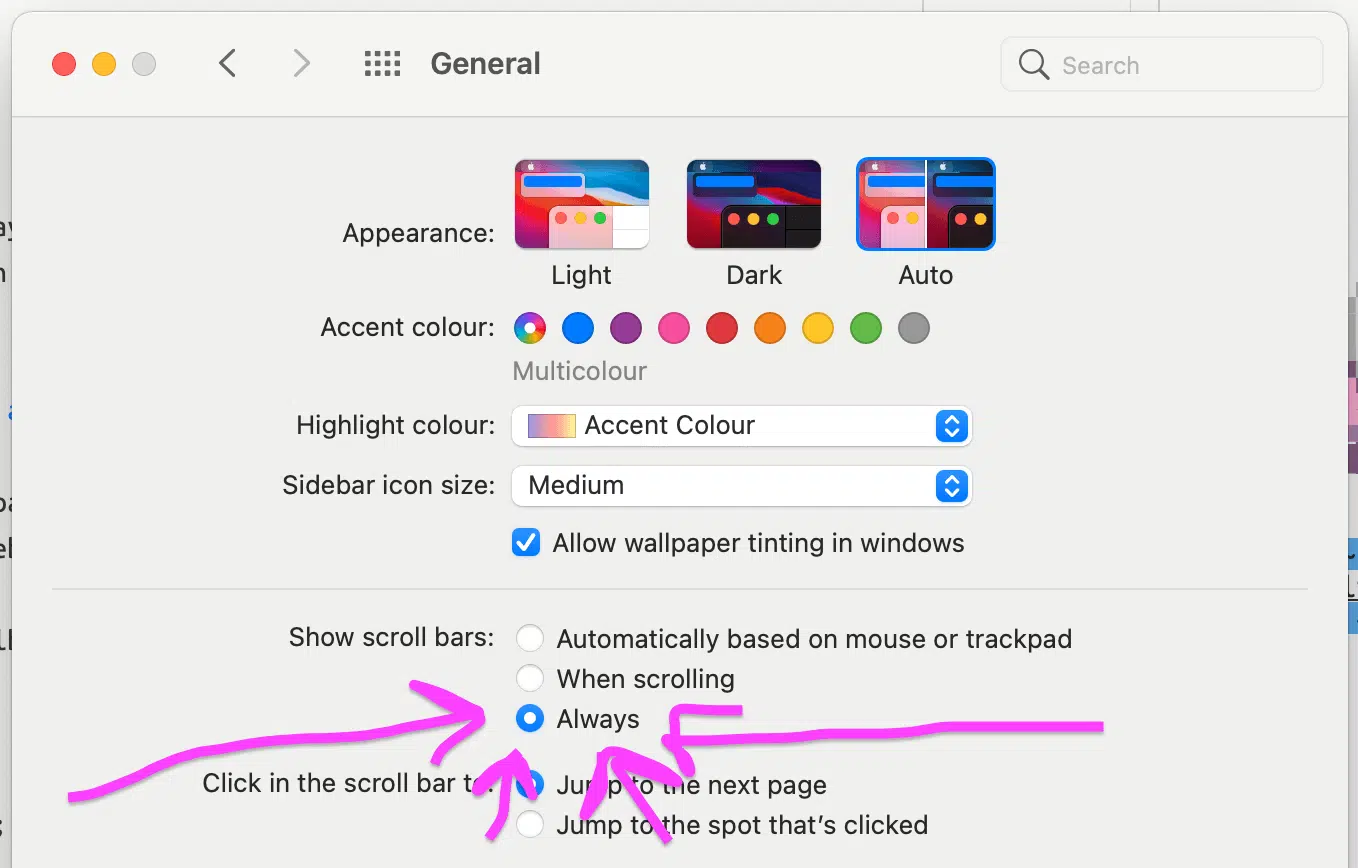 General
Search
Appearance:
Light Dark Auto
Accent colour:
Multicolour
Highlight colour: Accent Colour
Sidebar icon size: Medium
Allow wallpaper tinting in windows
Show scroll bars: Automatically based on mouse or trackpad
When scrolling
Always
Click in the scroll bar to: Jump to the next page
Jump to the spot that's clicked